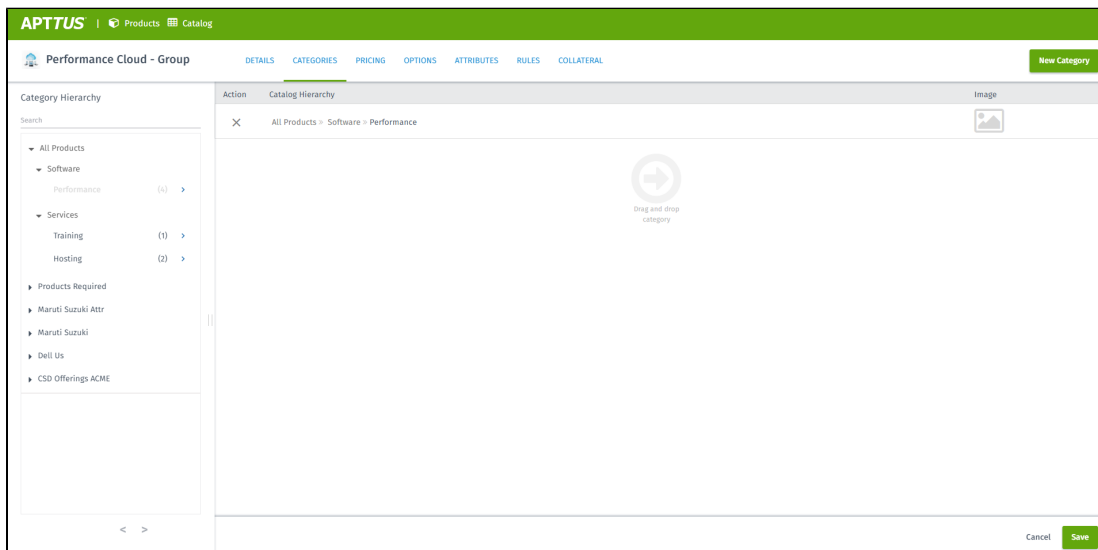 APTTUS | Products Catalog
Performance Cloud - Group
DETAILS CATEGORIES PRICING OPTIONS ATTRIBUTES RULES COLLATERAL
New Category
Category Hierarchy
Search
All Products
Software
Performance (4) >
Services
Training (1) >
Hosting (2) >
Products Required
Maruti Suzuki Attr
Maruti Suzuki
Dell Us
CSD Offerings ACME
< >
Action Catalog Hierarchy Image
All Products > Software > Performance
Drag and drop
category
Cancel Save